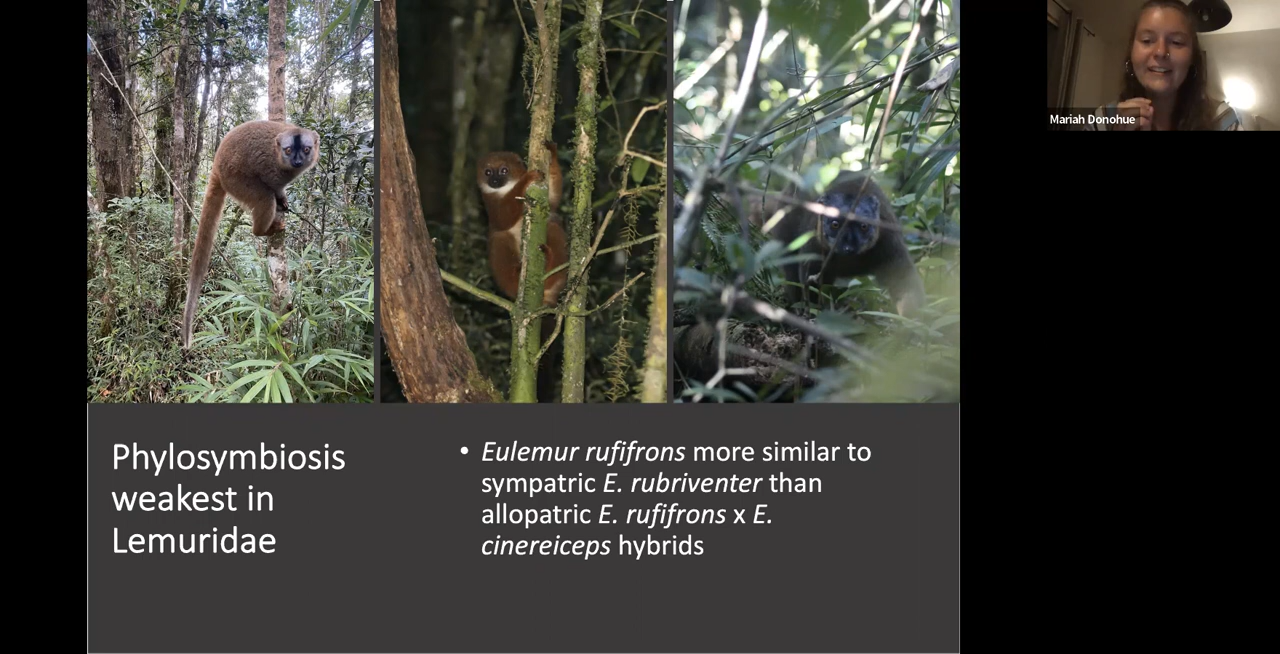 Mariah Donohue
Phylosymbiosis
weakest in
Lemuridae
• Eulemur rufifrons more similar to
sympatric E. rubriventer than
allopatric E. rufifrons x E.
cinereiceps hybrids